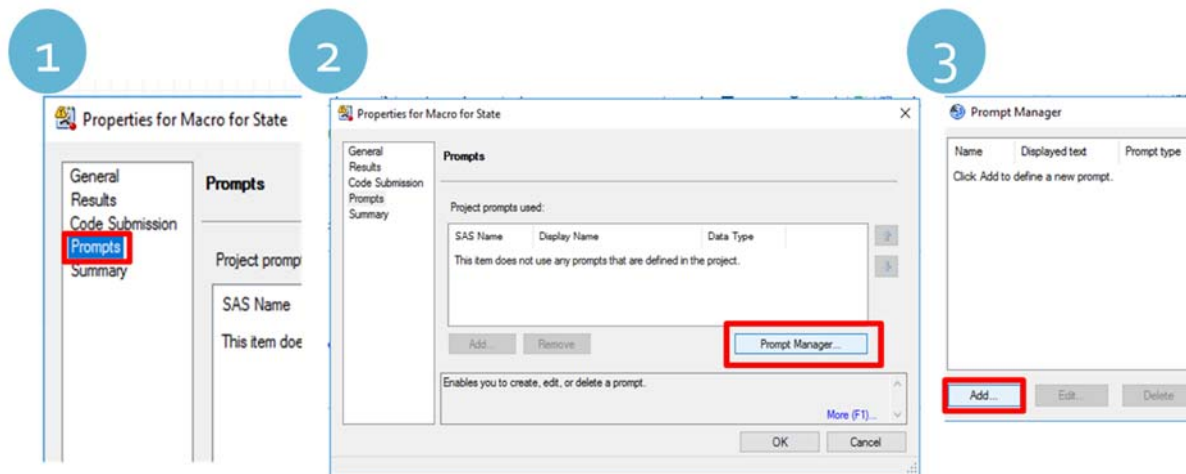 1
Properties for Macro for State
General
Results
Code Submission
Prompts
Summary
Prompts
Project promp
SAS Name
This item doe
2
Properties for Macro for State
General
Results
Code Submission
Prompts
Summary
Prompts
Project prompts used:
SAS Name Display Name Data Type
This item does not use any prompts that are defined in the project.
Add... Remove Prompt Manager...
Enables you to create, edit, or delete a prompt.
More (F1)...
OK Cancel
3
Prompt Manager
Name Displayed text Prompt type
Click Add to define a new prompt.
Add... Edit... Delete